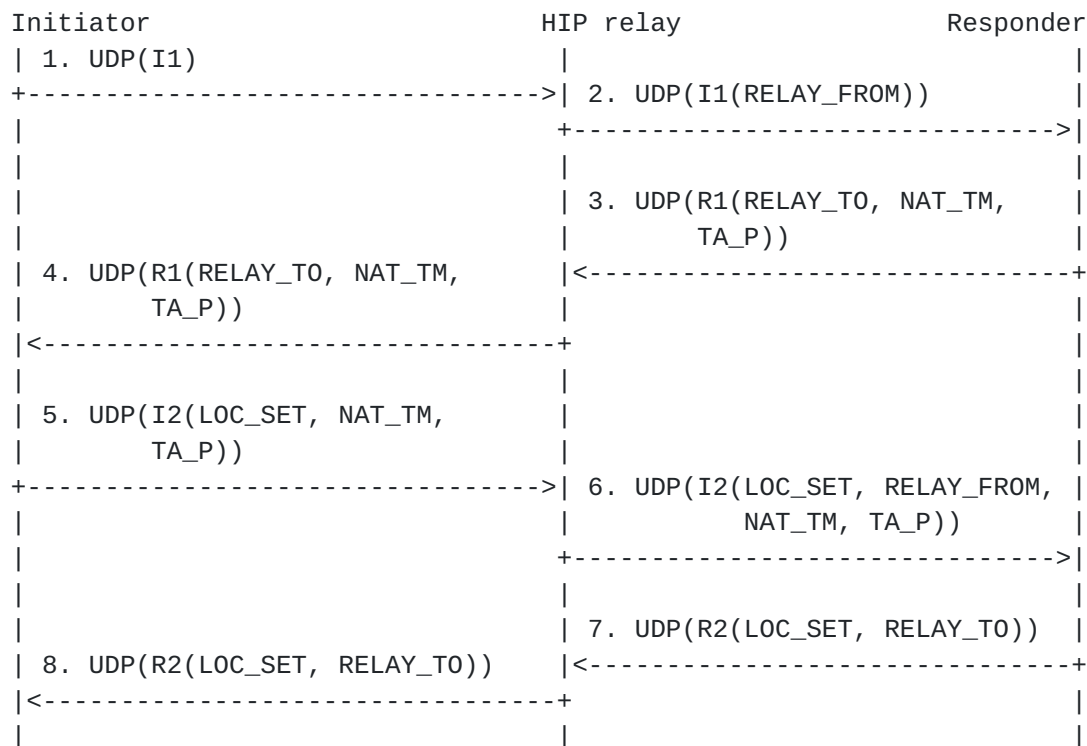 Initiator HIP relay Responder
1. UDP(I1)
2. UDP(I1(RELAY_FROM))
3. UDP(R1(RELAY_TO, NAT_TM,
TA_P))
4. UDP(R1(RELAY_TO, NAT_TM,
TA_P))
5. UDP(I2(LOC_SET, NAT_TM,
TA_P))
6. UDP(I2(LOC_SET, RELAY_FROM,
NAT_TM, TA_P))
7. UDP(R2(LOC_SET, RELAY_TO))
8. UDP(R2(LOC_SET, RELAY_TO))